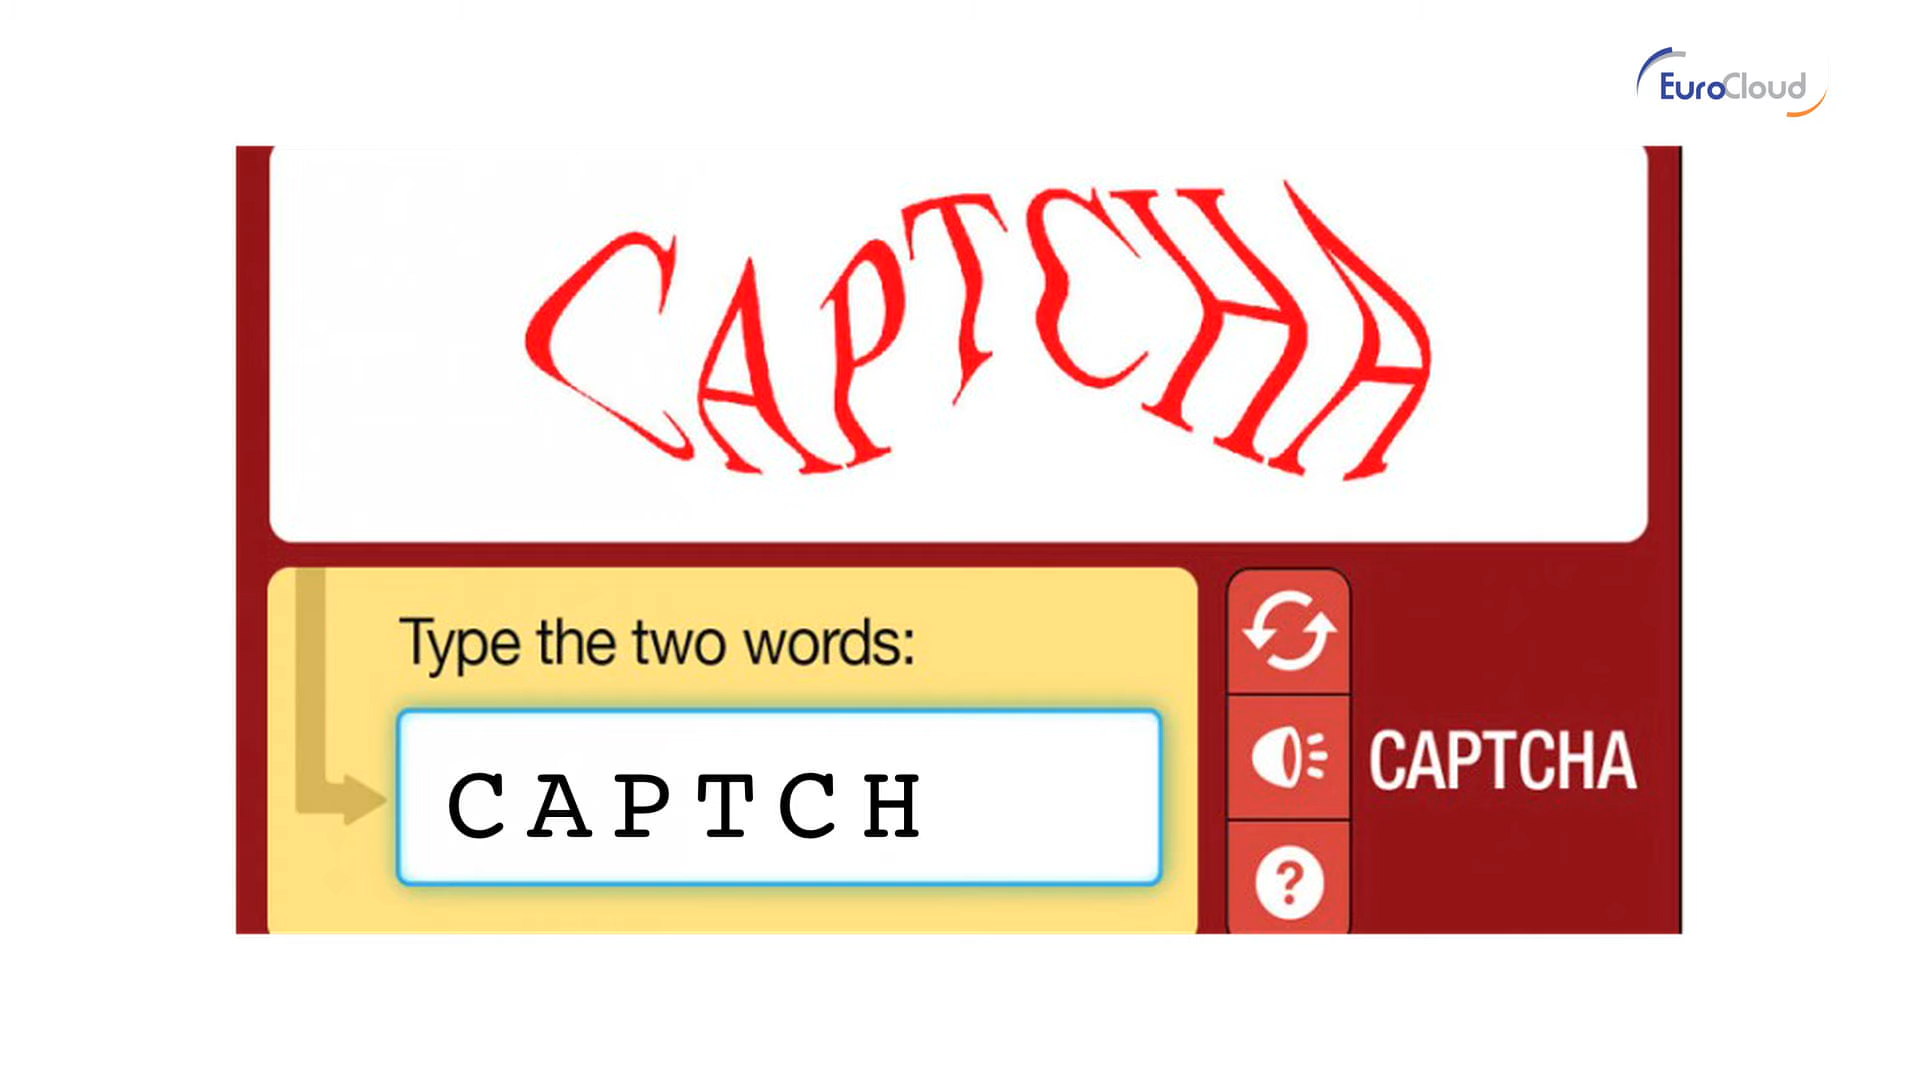 EuroCloud
CAPTCHA
Type the two words:
CAPTCH
CAPTCHA
?